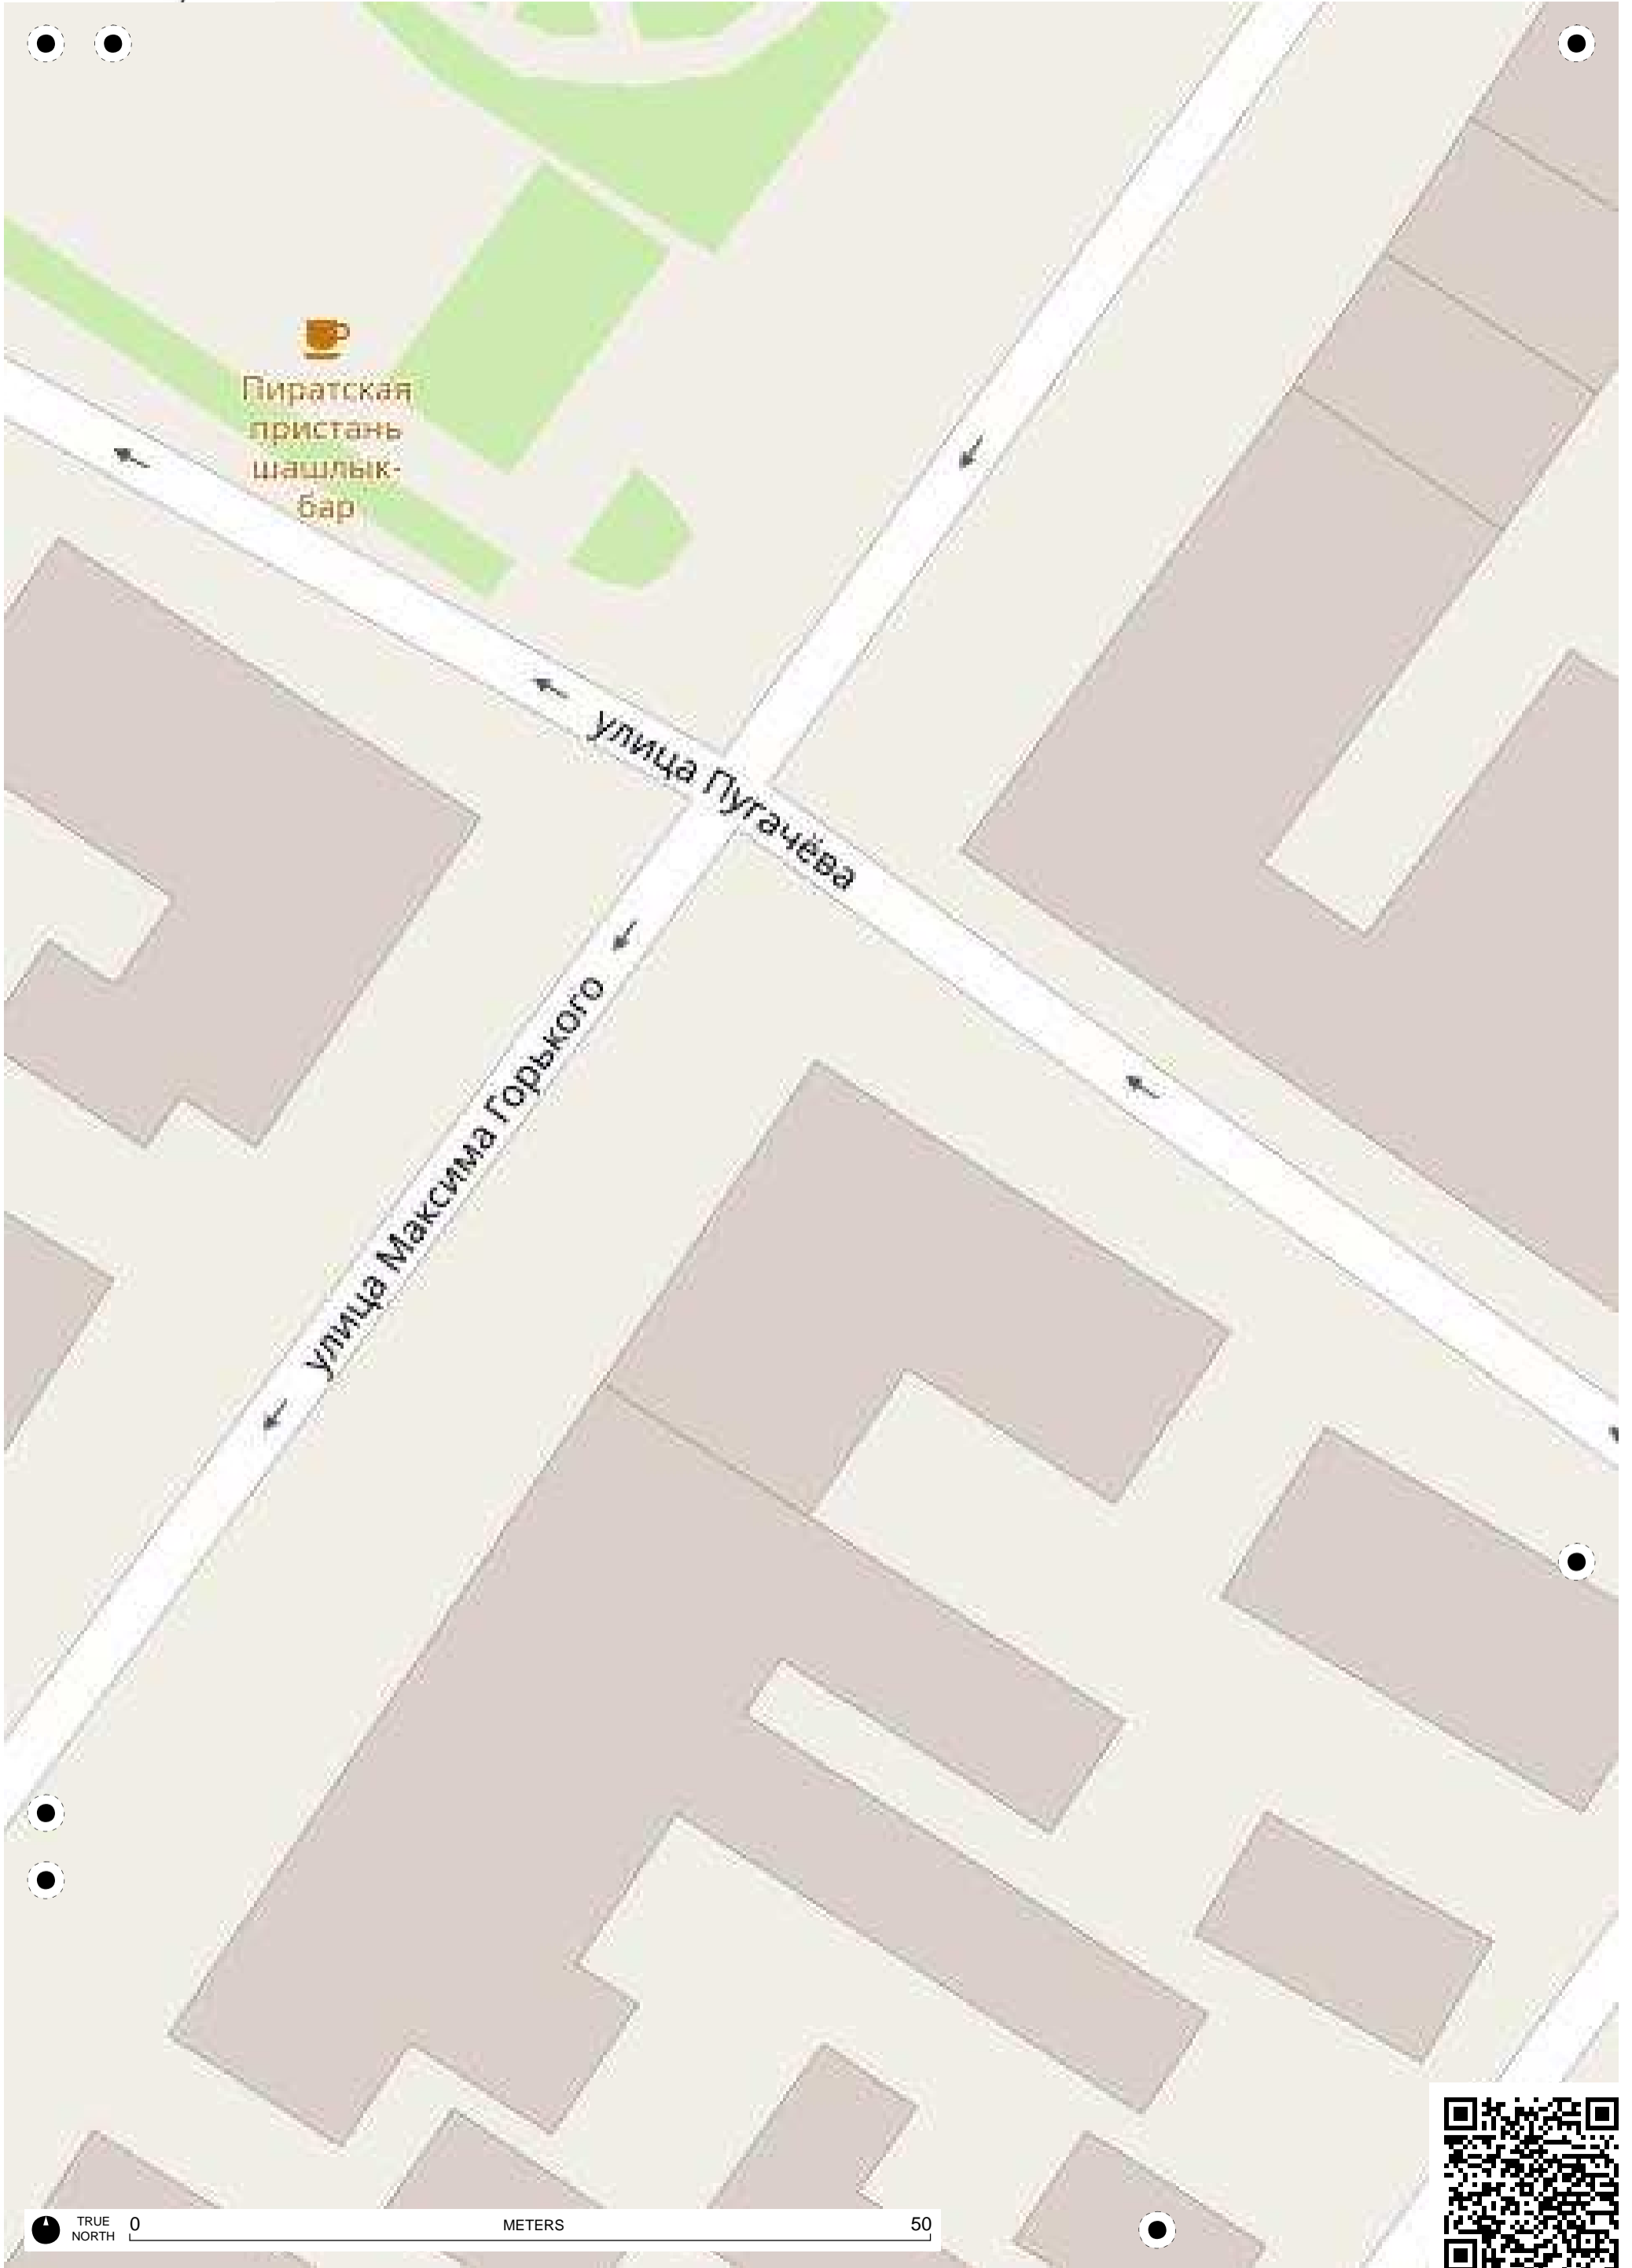 Пиратская
пристань
шашлык-
бар
улица Пугачёва
улица Максима Горького
TRUE
NORTH
0 METERS 50